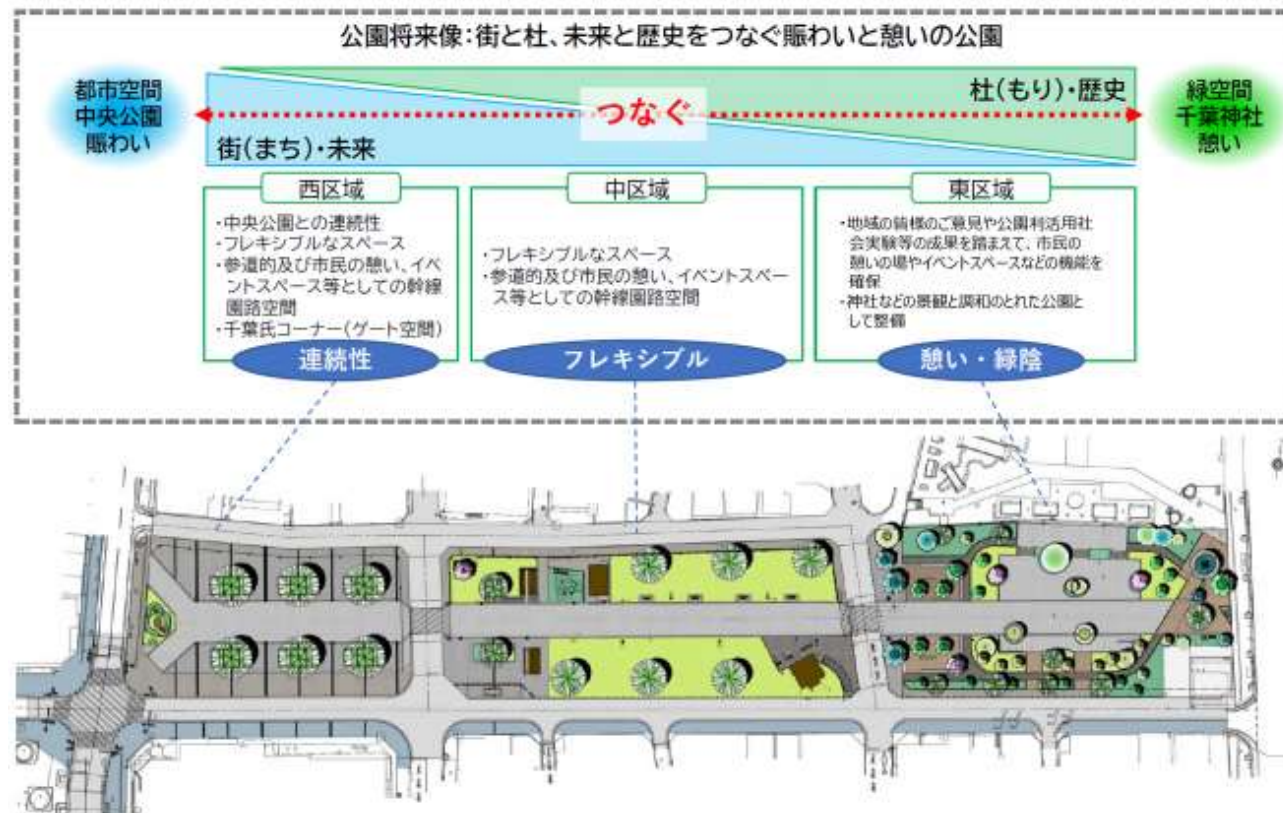 公園将来像：街と杜、未来と歴史をつなぐ賑わいと憩いの公園
都市空間
中央公園
賑わい
杜(もり)・歴史
つなぐ
街(まち)・未来
緑空間
千葉神社
憩い
西区域
・中央公園との連続性
・フレキシブルなスペース
・参道的及び市民の憩い、イベ
ントスペース等としての幹線
園路空間
・千葉氏コーナー(ゲート空間)
連続性
中区域
・フレキシブルなスペース
・参道的及び市民の憩い、イベントスペー
ス等としての幹線園路空間
フレキシブル
東区域
・地域の皆様のご意見や公園利活用社
会実験等の成果を踏まえて、市民の
憩いの場やイベントスペースなどの機能を
確保
・神社などの景観と調和のとれた公園と
して整備
憩い・緑陰